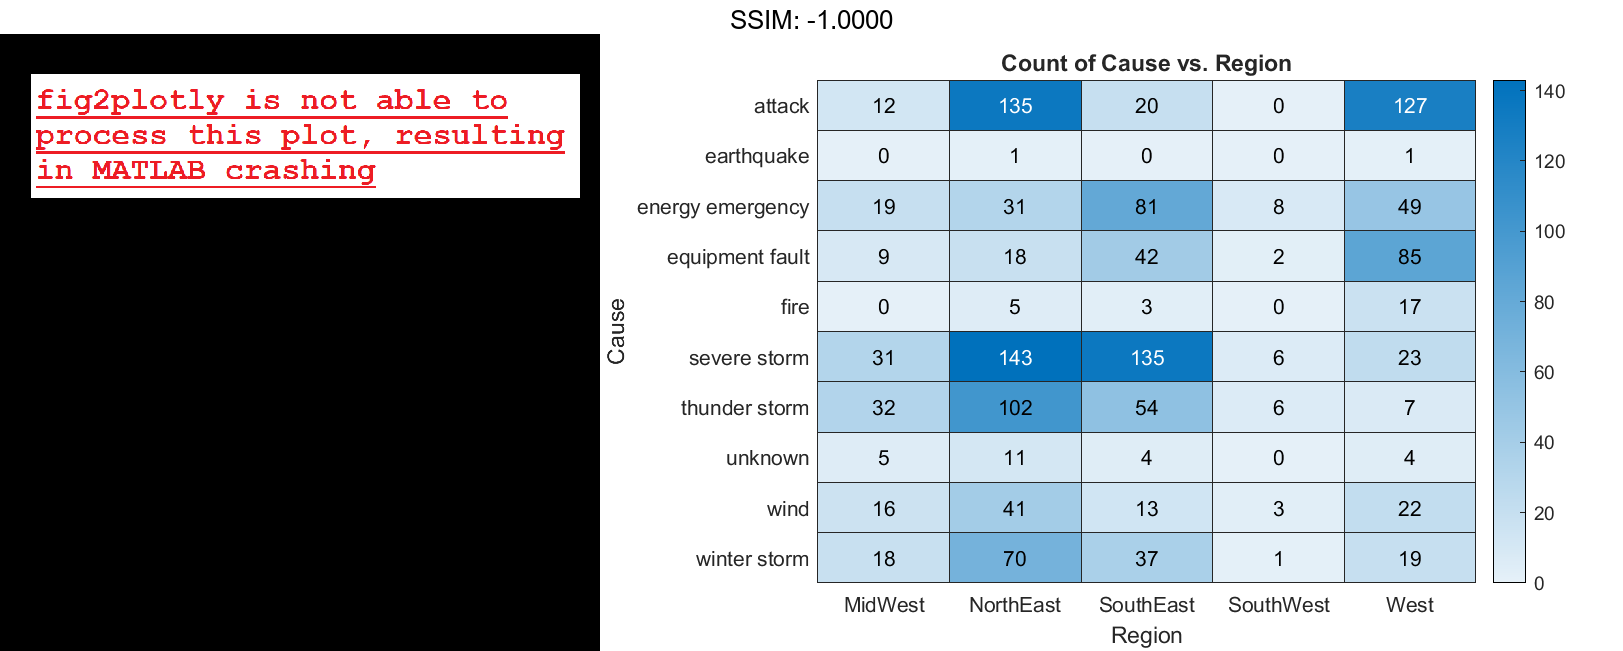 SSIM: -1.0000
fig2plotly is not able to
process this plot, resulting
in MATLAB crashing
Count of Cause vs. Region
attack 12 135 20 0 127
earthquake 0 1 0 0 1
energy emergency 19 31 81 8 49
equipment fault 9 18 42 2 85
fire 0 5 3 0 17
severe storm 31 143 135 6 23
thunder storm 32 102 54 6 7
unknown 5 11 4 0 4
wind 16 41 13 3 22
winter storm 18 70 37 1 19
MidWest NorthEast SouthEast SouthWest West
Region
Cause
140
120
100
80
60
40
20
0